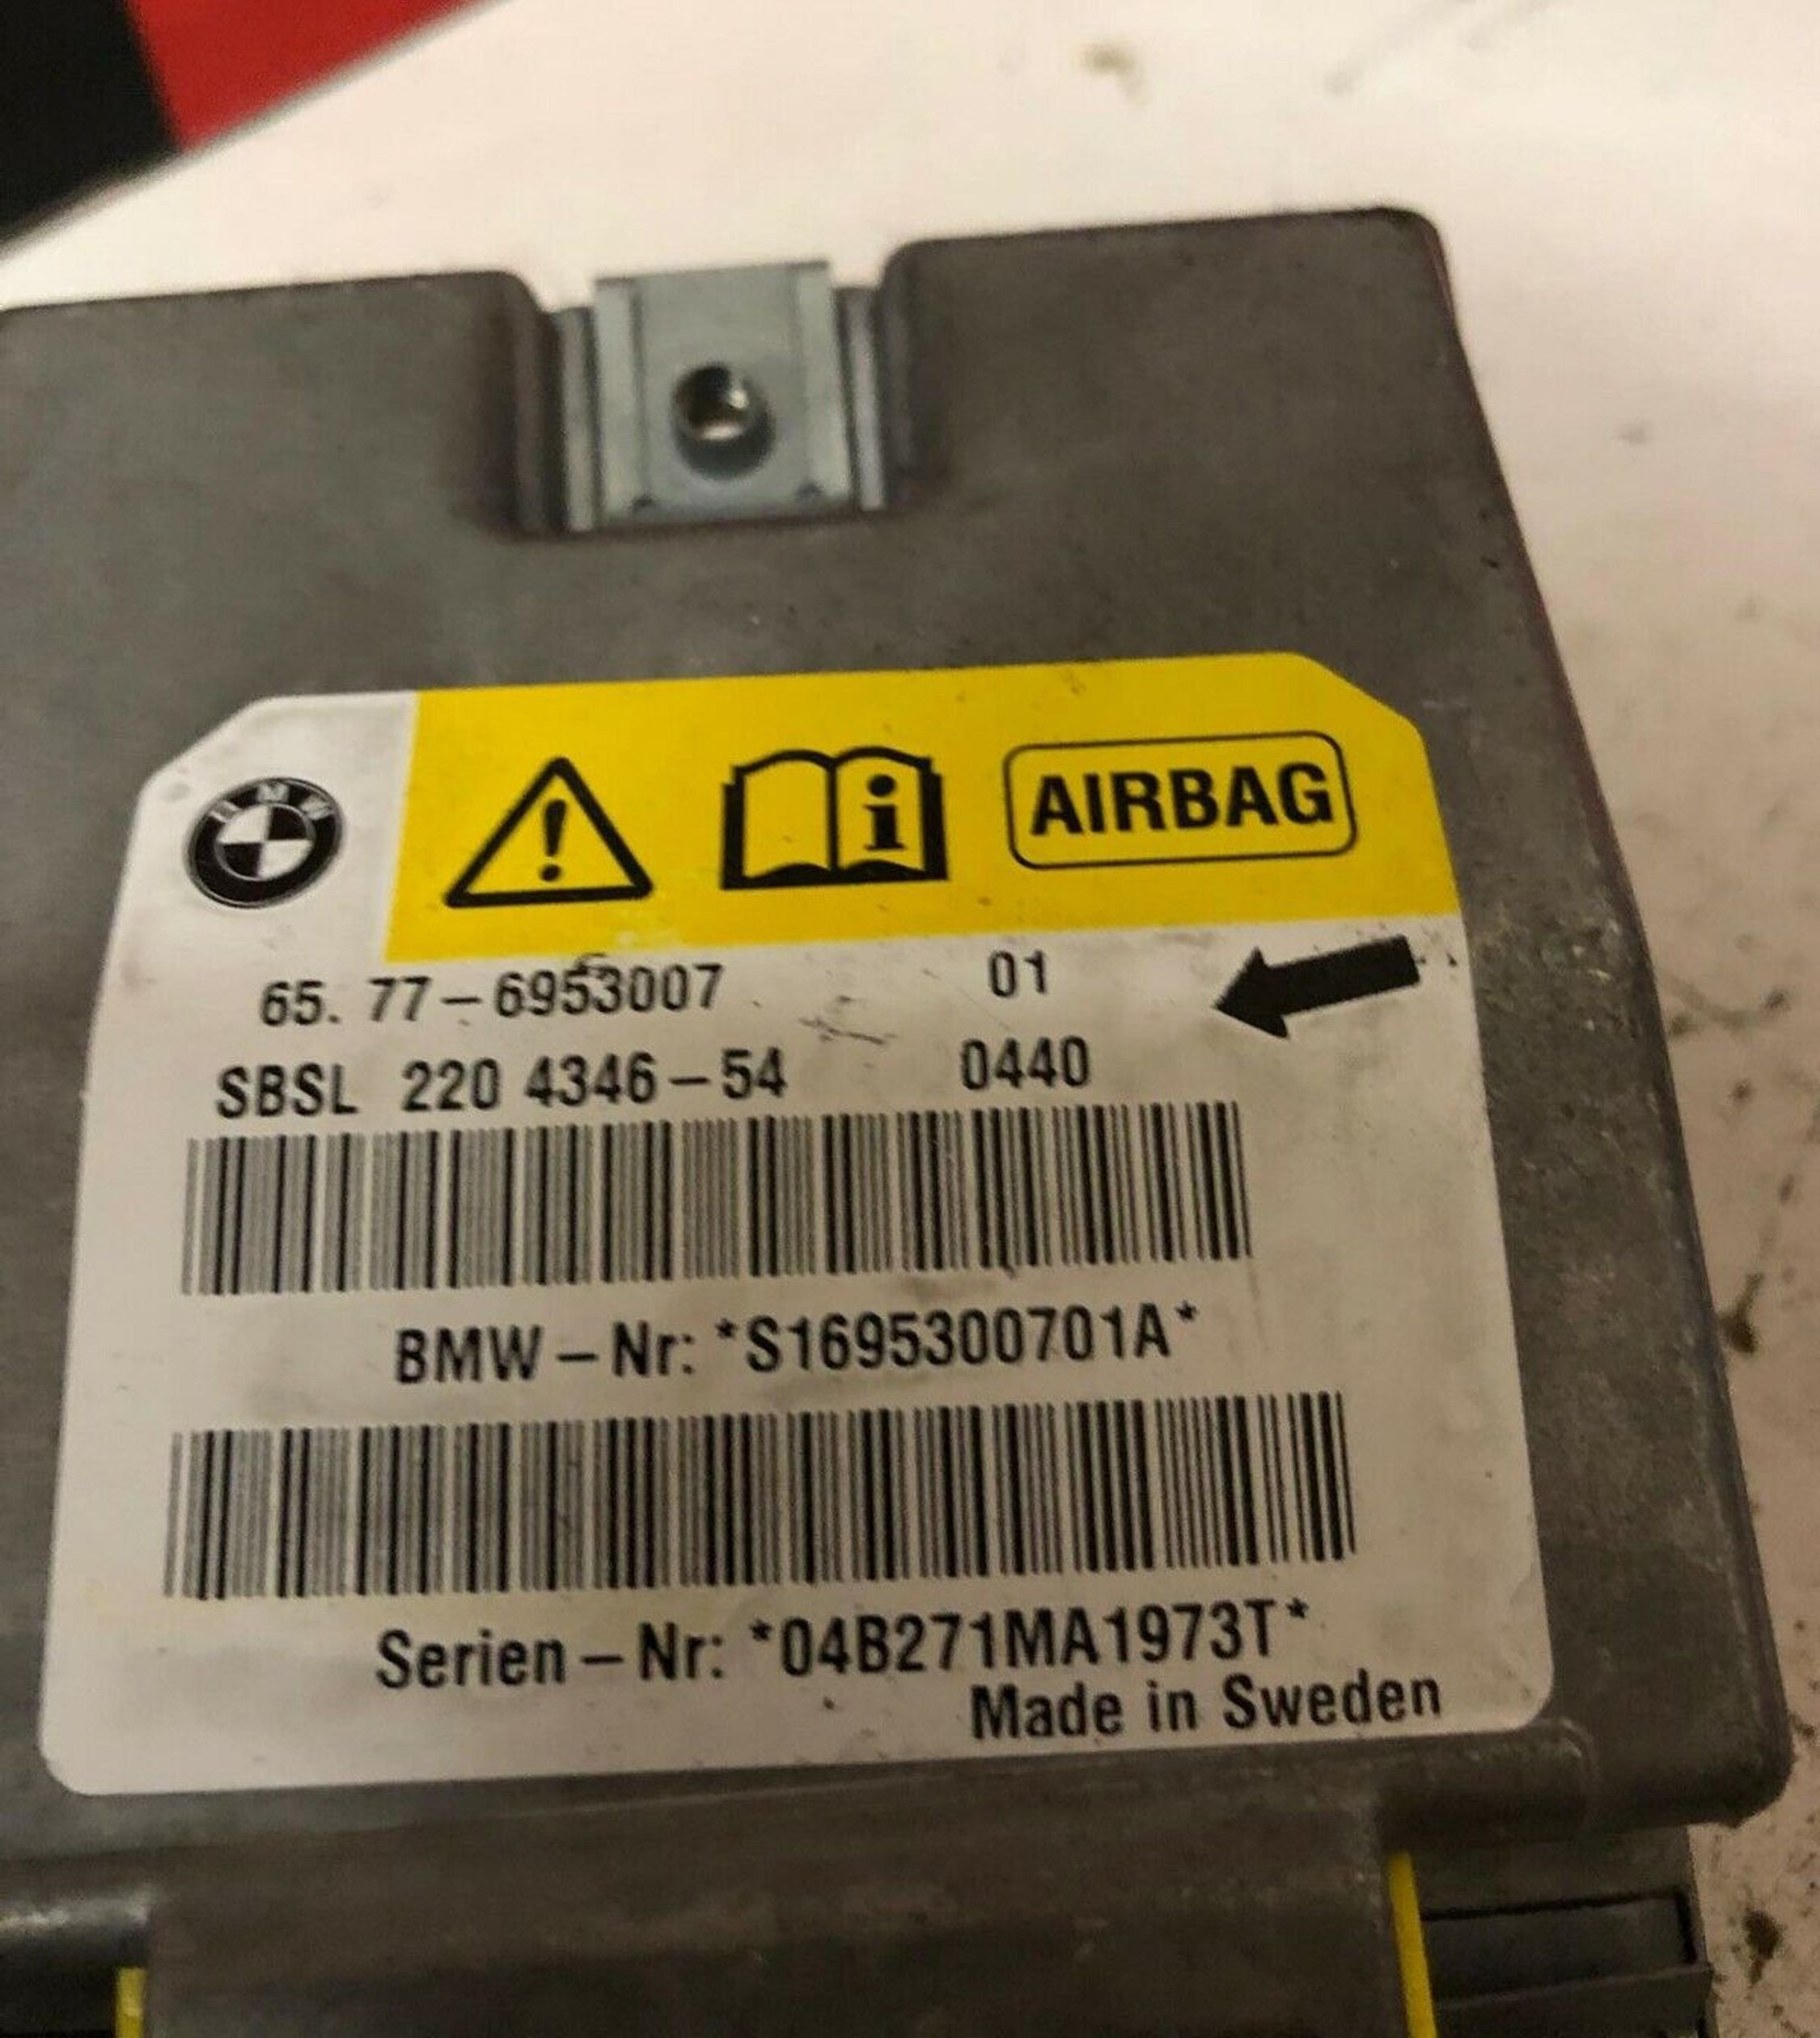 BMW
i
AIRBAG
65. 77-6953007 01
SBSL 220 4346-54 0440
BMW-Nr: *S1695300701A*
Serien-Nr: *04B271MA1973T*
Made in Sweden